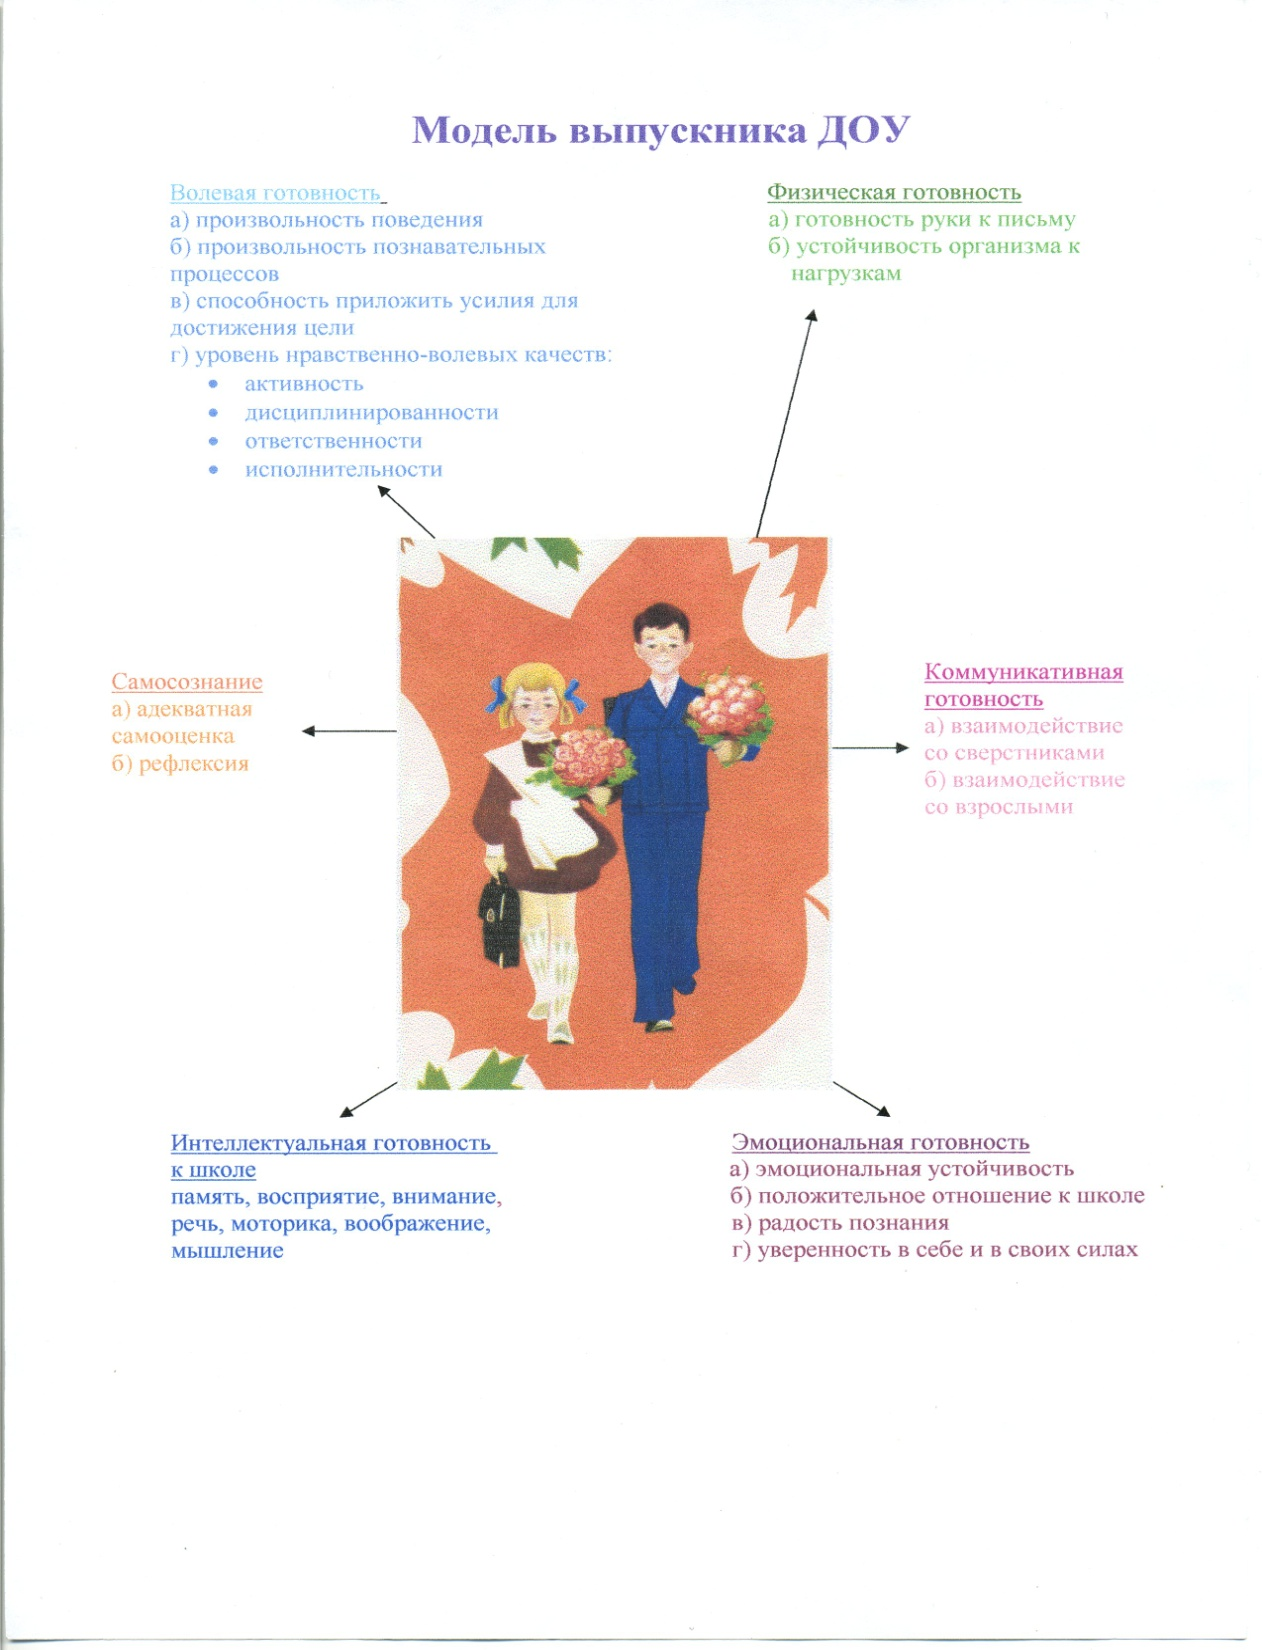 Модель выпускника ДОУ
Волевая готовность
а) произвольность поведения
б) произвольность познавательных
процессов
в) способность приложить усилия для
достижения цели
г) уровень нравственно-волевых качеств:
• активность
• дисциплинированности
• ответственности
• исполнительности
Физическая готовность
а) готовность руки к письму
б) устойчивость организма к
нагрузкам
Самосознание
а) адекватная
самооценка
б) рефлексия
Коммуникативная
готовность
а) взаимодействие
со сверстниками
б) взаимодействие
со взрослыми
Интеллектуальная готовность
к школе
память, восприятие, внимание,
речь, моторика, воображение,
мышление
Эмоциональная готовность
а) эмоциональная устойчивость
б) положительное отношение к школе
в) радость познания
г) уверенность в себе и в своих силах